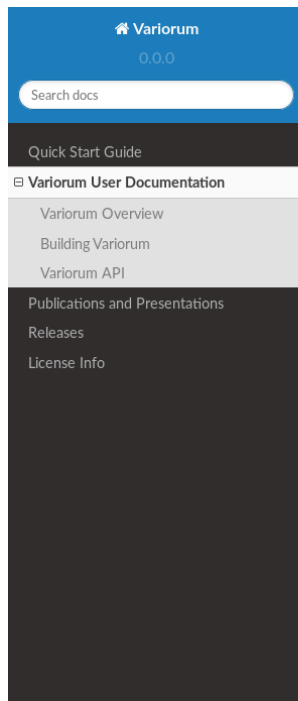 Variorum
0.0.0
Search docs
Quick Start Guide
Variorum User Documentation
Variorum Overview
Building Variorum
Variorum API
Publications and Presentations
Releases
License Info